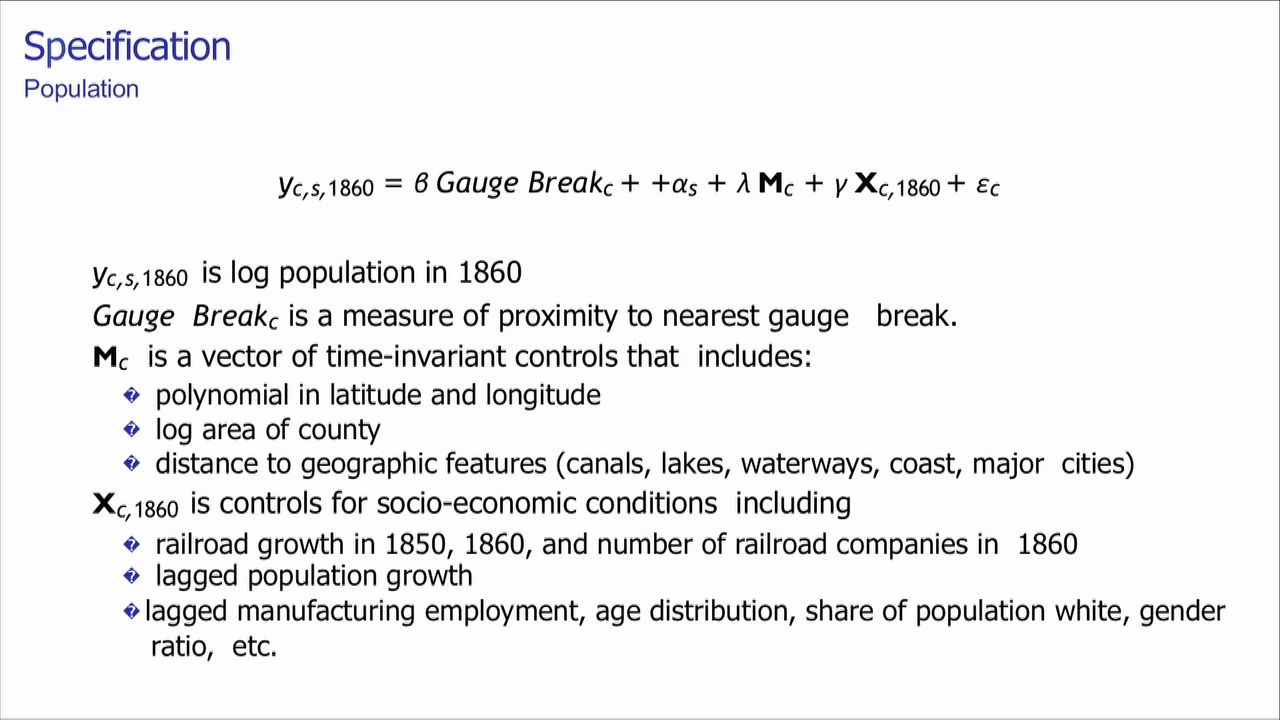 Specification
Population
yc,s,1860 = β Gauge Breakc + +αs + λ Mc + γ Xc,1860 + εc
yc,s,1860 is log population in 1860
Gauge Breakc is a measure of proximity to nearest gauge break.
Mc is a vector of time-invariant controls that includes:
� polynomial in latitude and longitude
� log area of county
� distance to geographic features (canals, lakes, waterways, coast, major cities)
Xc,1860 is controls for socio-economic conditions including
� railroad growth in 1850, 1860, and number of railroad companies in 1860
� lagged population growth
� lagged manufacturing employment, age distribution, share of population white, gender
ratio, etc.